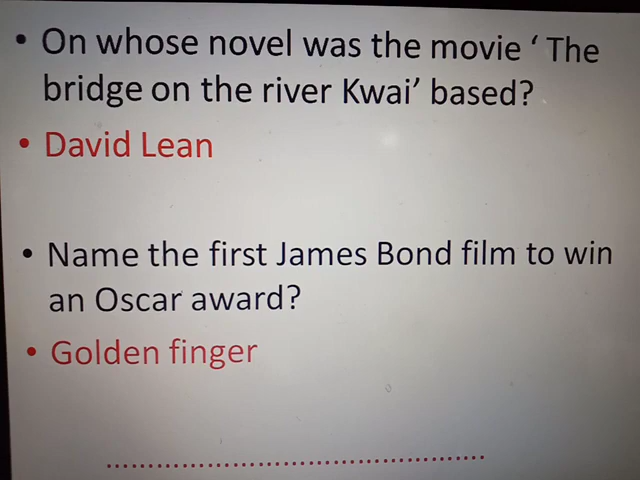 • On whose novel was the movie ‘ The
bridge on the river Kwai’ based?
• David Lean
• Name the first James Bond film to win
an Oscar award?
• Golden finger
............................................